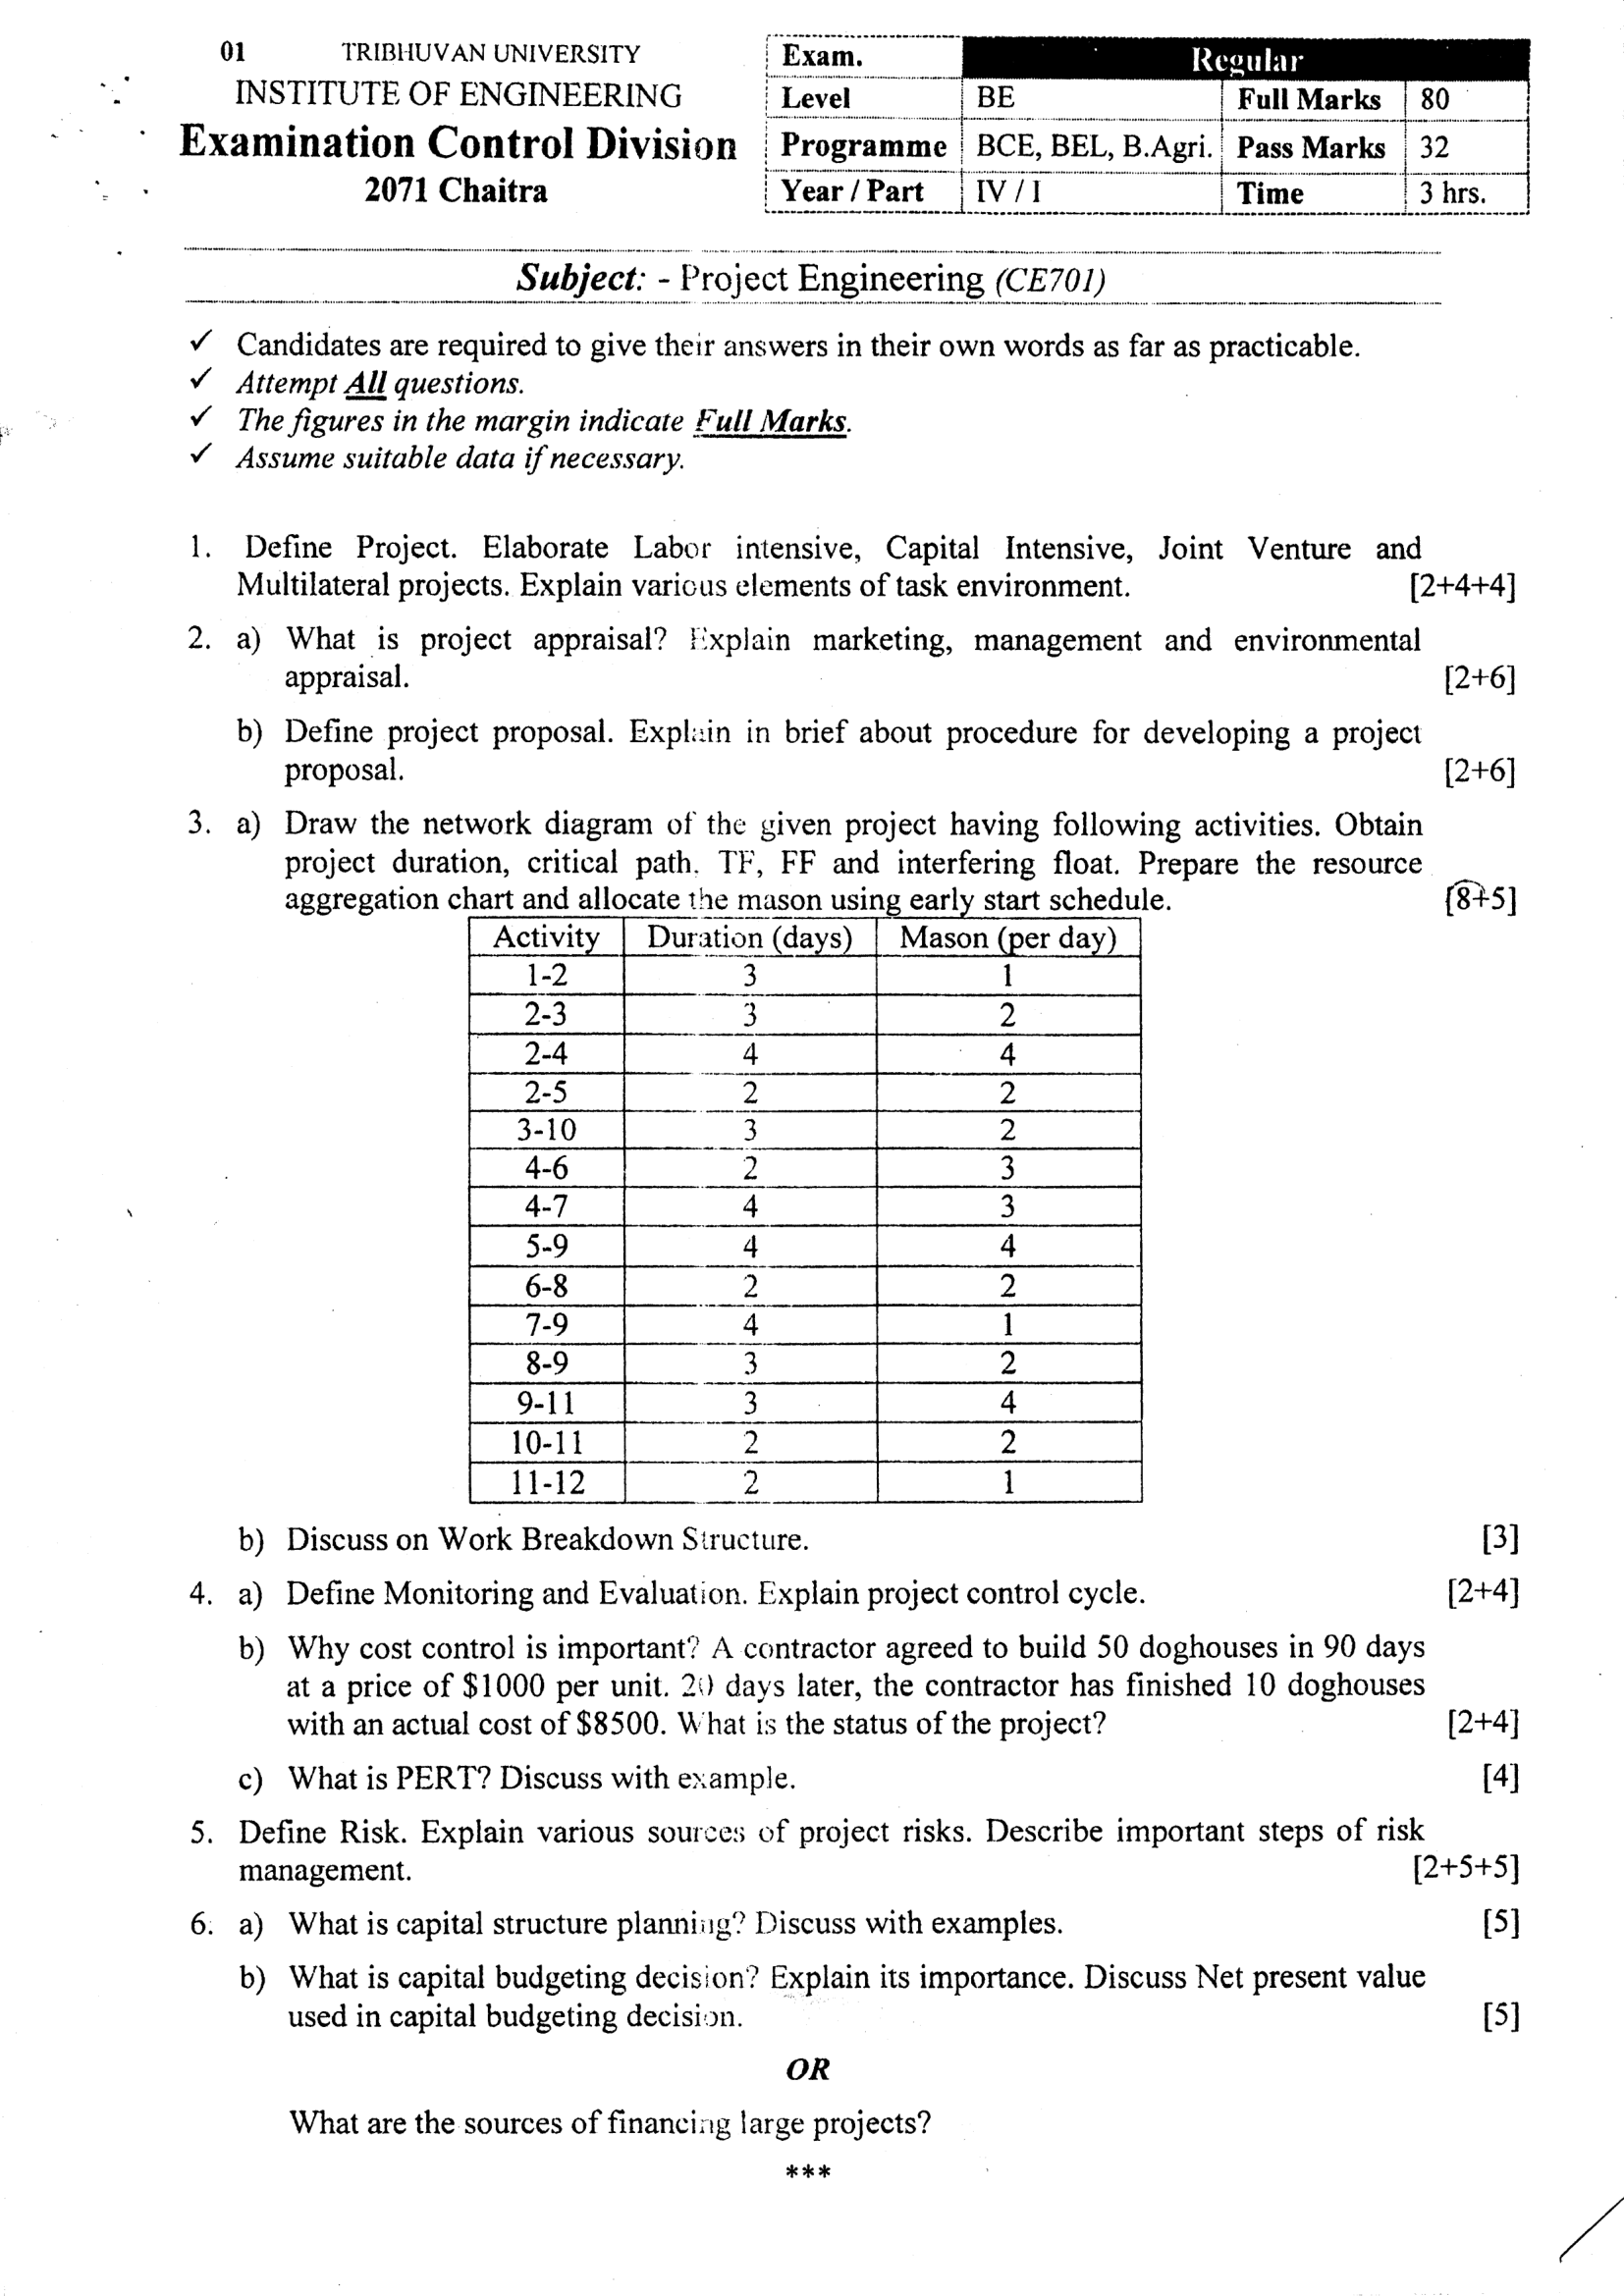 01 TRIBHUVAN UNIVERSITY
INSTITUTE OF ENGINEERING
Examination Control Division
2071 Chaitra
Exam. Regular
Level BE Full Marks 80
Programme BCE, BEL, B.Agri. Pass Marks 32
Year / Part IV / I Time 3 hrs.
Subject: - Project Engineering (CE701)
✓ Candidates are required to give their answers in their own words as far as practicable.
✓ Attempt All questions.
✓ The figures in the margin indicate Full Marks.
✓ Assume suitable data if necessary.
1. Define Project. Elaborate Labor intensive, Capital Intensive, Joint Venture and
Multilateral projects. Explain various elements of task environment. [2+4+4]
2. a) What is project appraisal? Explain marketing, management and environmental
appraisal. [2+6]
b) Define project proposal. Explain in brief about procedure for developing a project
proposal. [2+6]
3. a) Draw the network diagram of the given project having following activities. Obtain
project duration, critical path, TF, FF and interfering float. Prepare the resource
aggregation chart and allocate the mason using early start schedule. [8+5]
Activity Duration (days) Mason (per day)
1-2 3 1
2-3 3 2
2-4 4 4
2-5 2 2
3-10 3 2
4-6 2 3
4-7 4 3
5-9 4 4
6-8 2 2
7-9 4 1
8-9 3 2
9-11 3 4
10-11 2 2
11-12 2 1
b) Discuss on Work Breakdown Structure. [3]
4. a) Define Monitoring and Evaluation. Explain project control cycle. [2+4]
b) Why cost control is important? A contractor agreed to build 50 doghouses in 90 days
at a price of $1000 per unit. 20 days later, the contractor has finished 10 doghouses
with an actual cost of $8500. What is the status of the project? [2+4]
c) What is PERT? Discuss with example. [4]
5. Define Risk. Explain various sources of project risks. Describe important steps of risk
management. [2+5+5]
6. a) What is capital structure planning? Discuss with examples. [5]
b) What is capital budgeting decision? Explain its importance. Discuss Net present value
used in capital budgeting decision. [5]
OR
What are the sources of financing large projects?
***